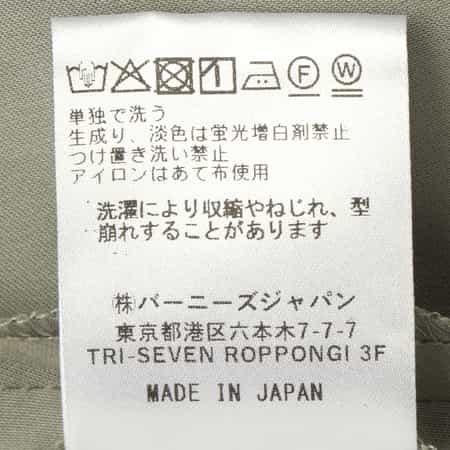 F W
単独で洗う
生成り、淡色は蛍光増白剤禁止
つけ置き洗い禁止
アイロンはあて布使用
洗濯により収縮やねじれ、型
崩れすることがあります
㈱バーニーズジャパン
東京都港区六本木7-7-7
TRI-SEVEN ROPPONGI 3F
MADE IN JAPAN